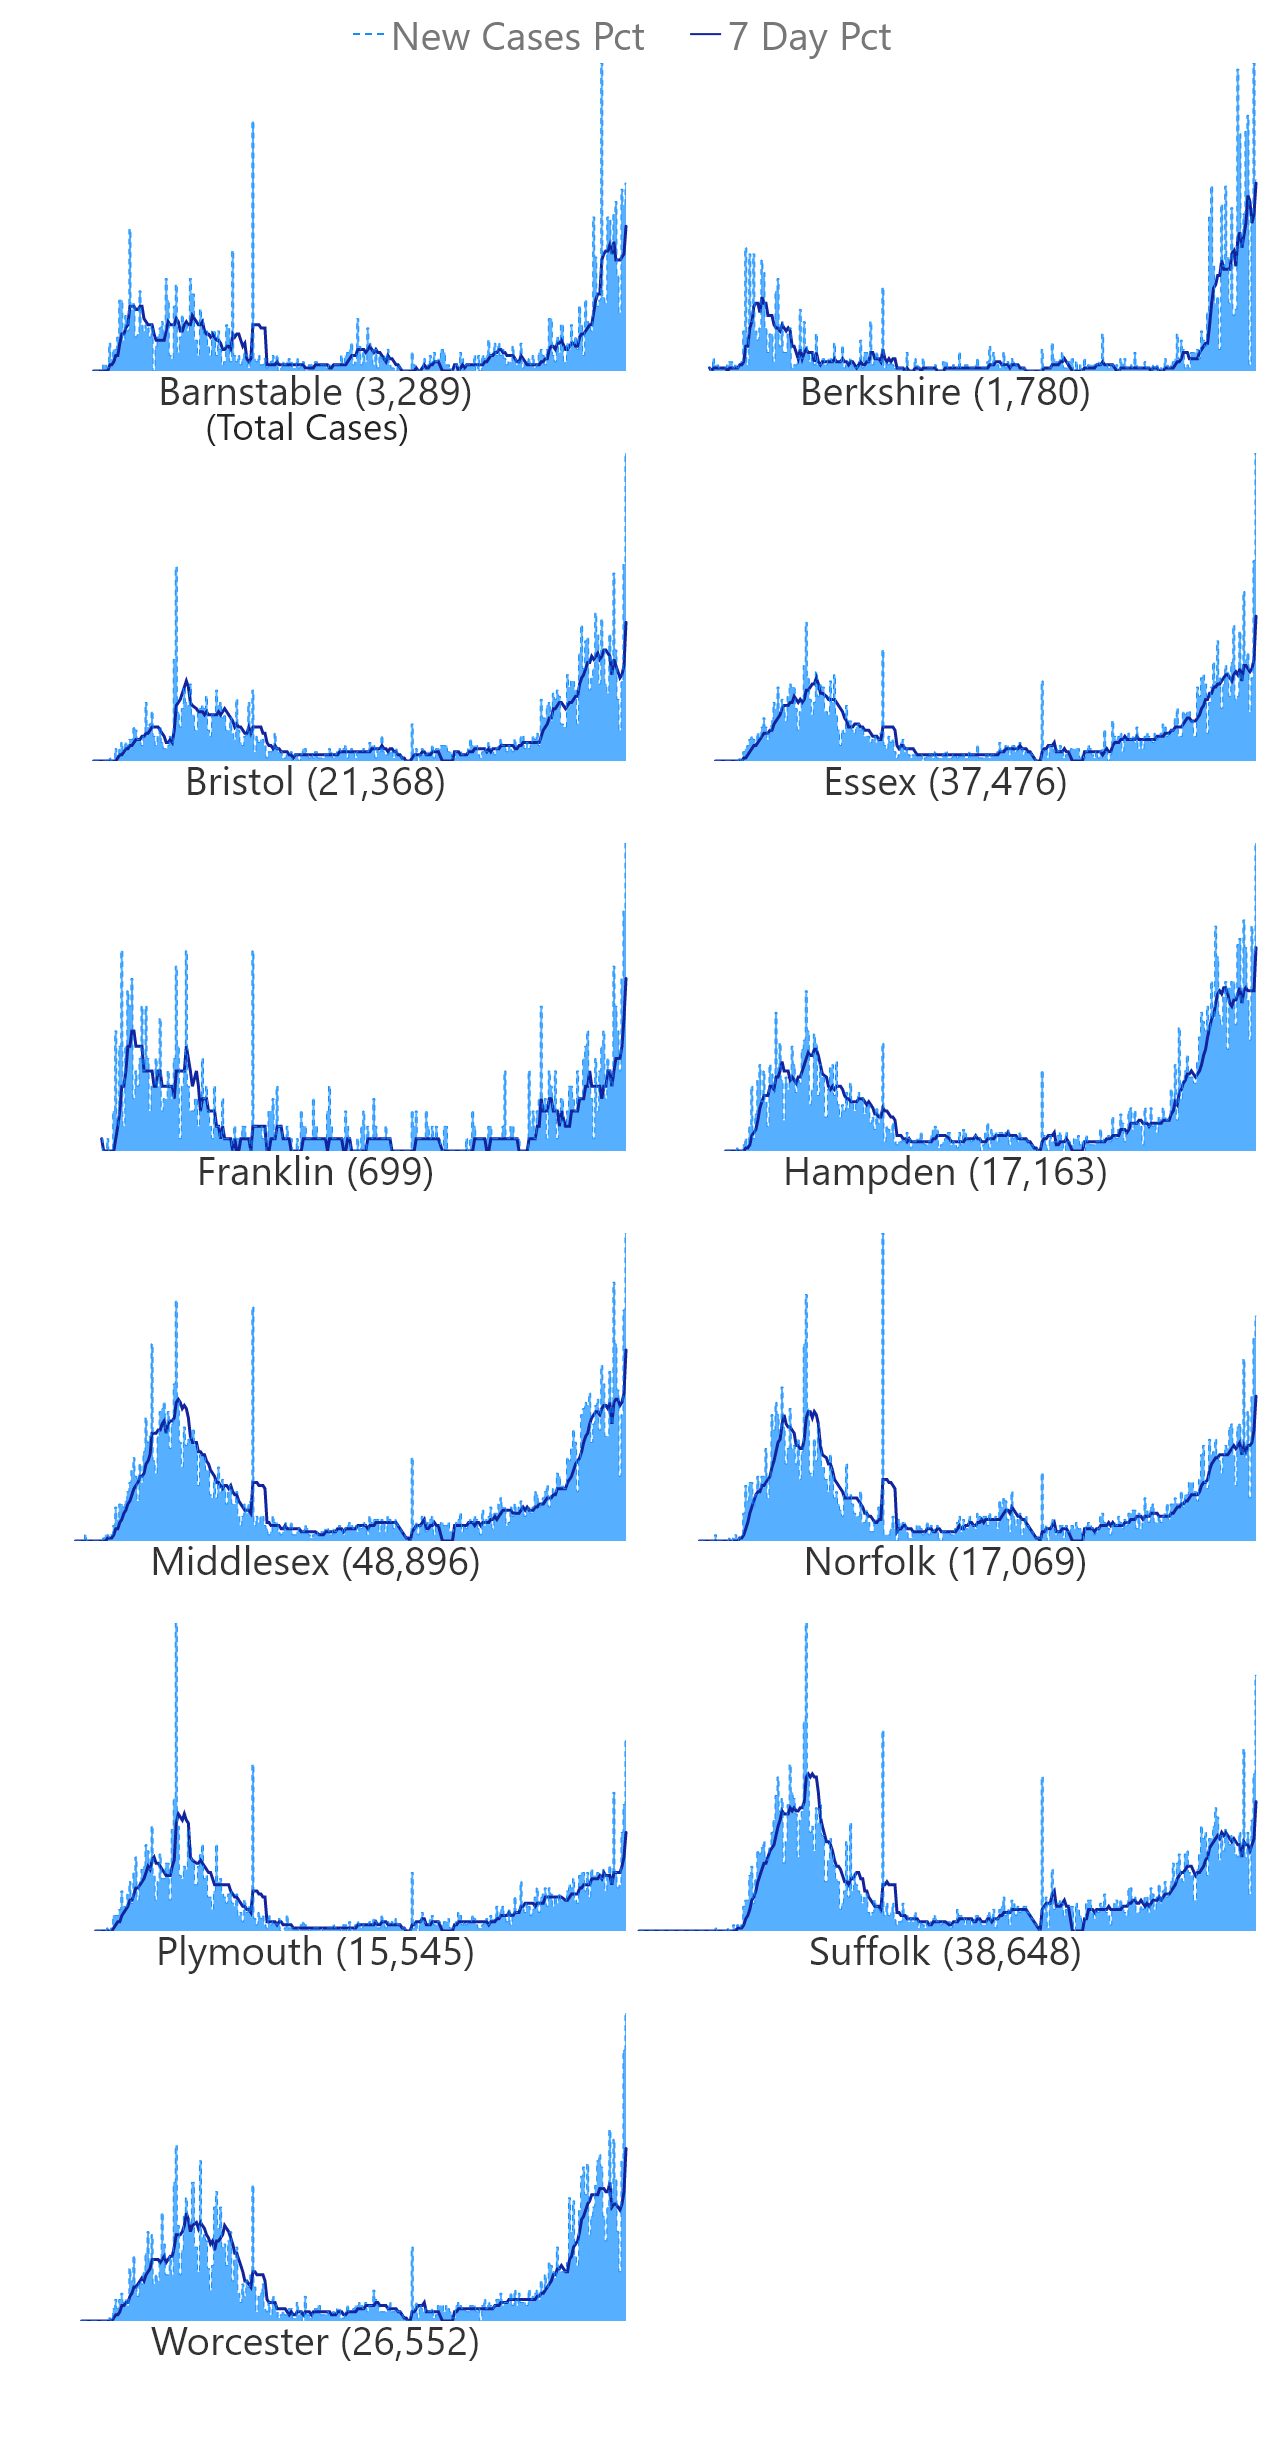 New Cases Pct 7 Day Pct
Barnstable (3,289) Berkshire (1,780)
(Total Cases)
Bristol (21,368) Essex (37,476)
Franklin (699) Hampden (17,163)
Middlesex (48,896) Norfolk (17,069)
Plymouth (15,545) Suffolk (38,648)
Worcester (26,552)